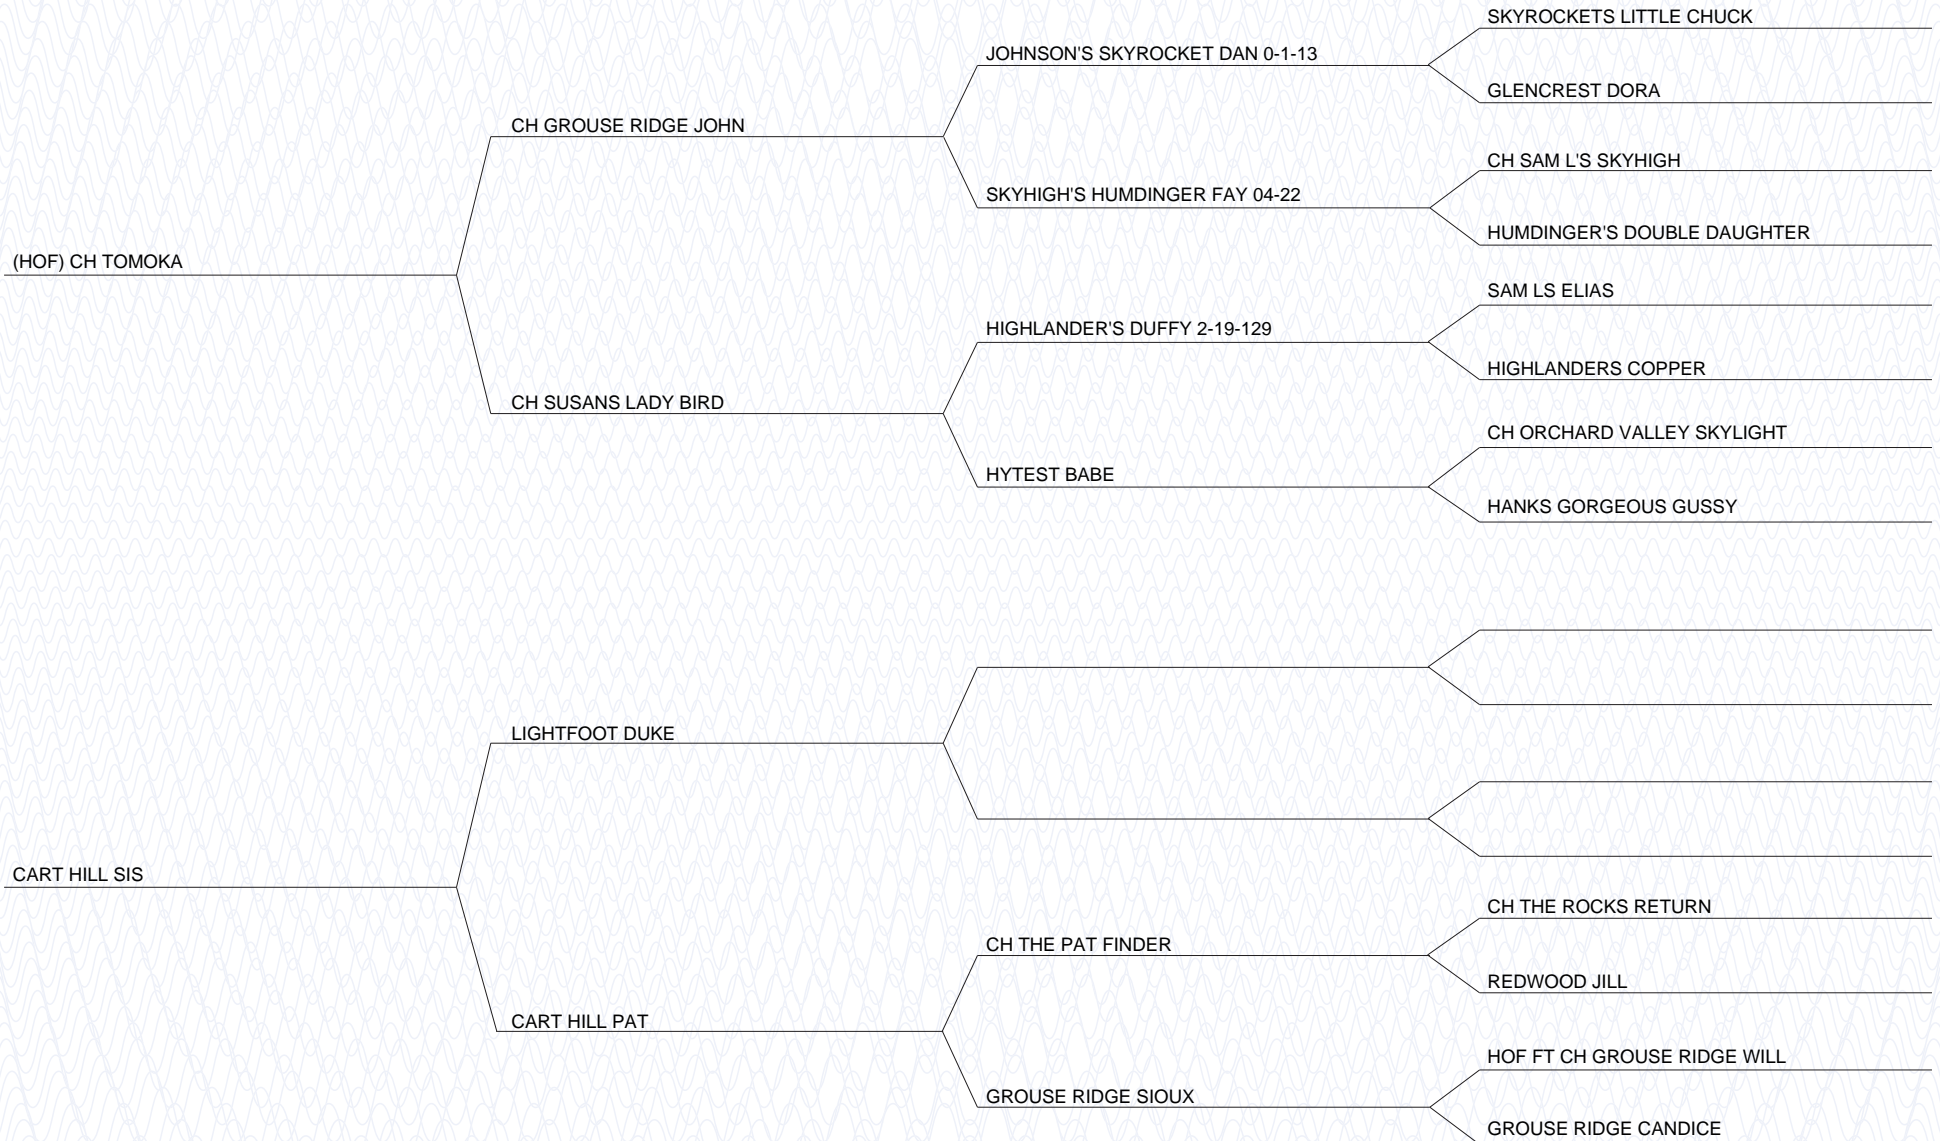 SKYROCKETS LITTLE CHUCK
JOHNSON'S SKYROCKET DAN 0-1-13
GLENCREST DORA
CH GROUSE RIDGE JOHN
CH SAM L'S SKYHIGH
SKYHIGH'S HUMDINGER FAY 04-22
HUMDINGER'S DOUBLE DAUGHTER
(HOF) CH TOMOKA
SAM LS ELIAS
HIGHLANDER'S DUFFY 2-19-129
HIGHLANDERS COPPER
CH SUSANS LADY BIRD
CH ORCHARD VALLEY SKYLIGHT
HYTEST BABE
HANKS GORGEOUS GUSSY
LIGHTFOOT DUKE
CART HILL SIS
CH THE ROCKS RETURN
CH THE PAT FINDER
REDWOOD JILL
CART HILL PAT
HOF FT CH GROUSE RIDGE WILL
GROUSE RIDGE SIOUX
GROUSE RIDGE CANDICE